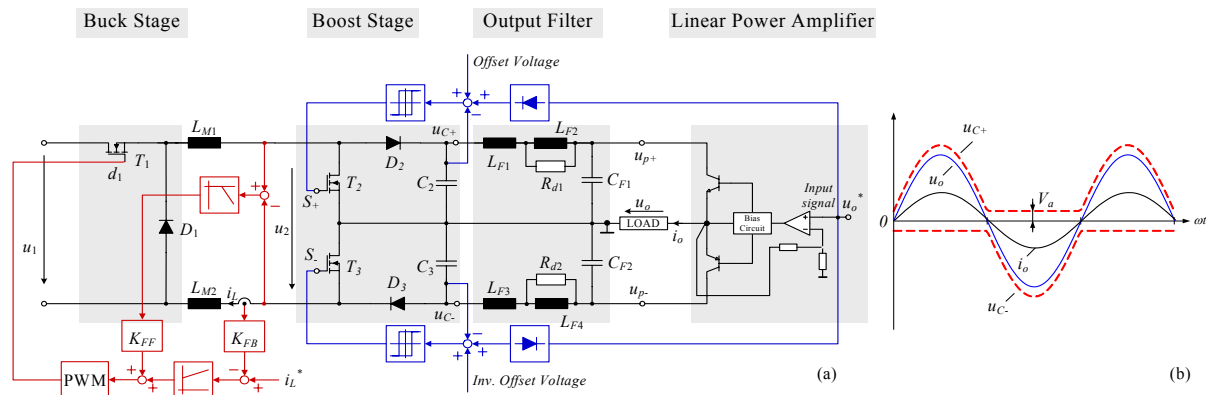 Buck Stage
Boost Stage
Output Filter
Linear Power Amplifier
Offset Voltage
L_M1
T_1
d_1
D_1
u_1
u_2
L_M2
i_L
K_FF
K_FB
PWM
i_L*
S_+
T_2
S_-
T_3
D_2
D_3
C_2
C_3
u_C+
u_C-
L_F1
L_F2
R_d1
C_F1
R_d2
C_F2
L_F3
L_F4
u_p+
u_p-
u_o
LOAD
i_o
Bias
Circuit
Input
signal
u_o*
Inv. Offset Voltage
(a)
u_C+
u_o
V_a
0
ωt
i_o
u_C-
(b)